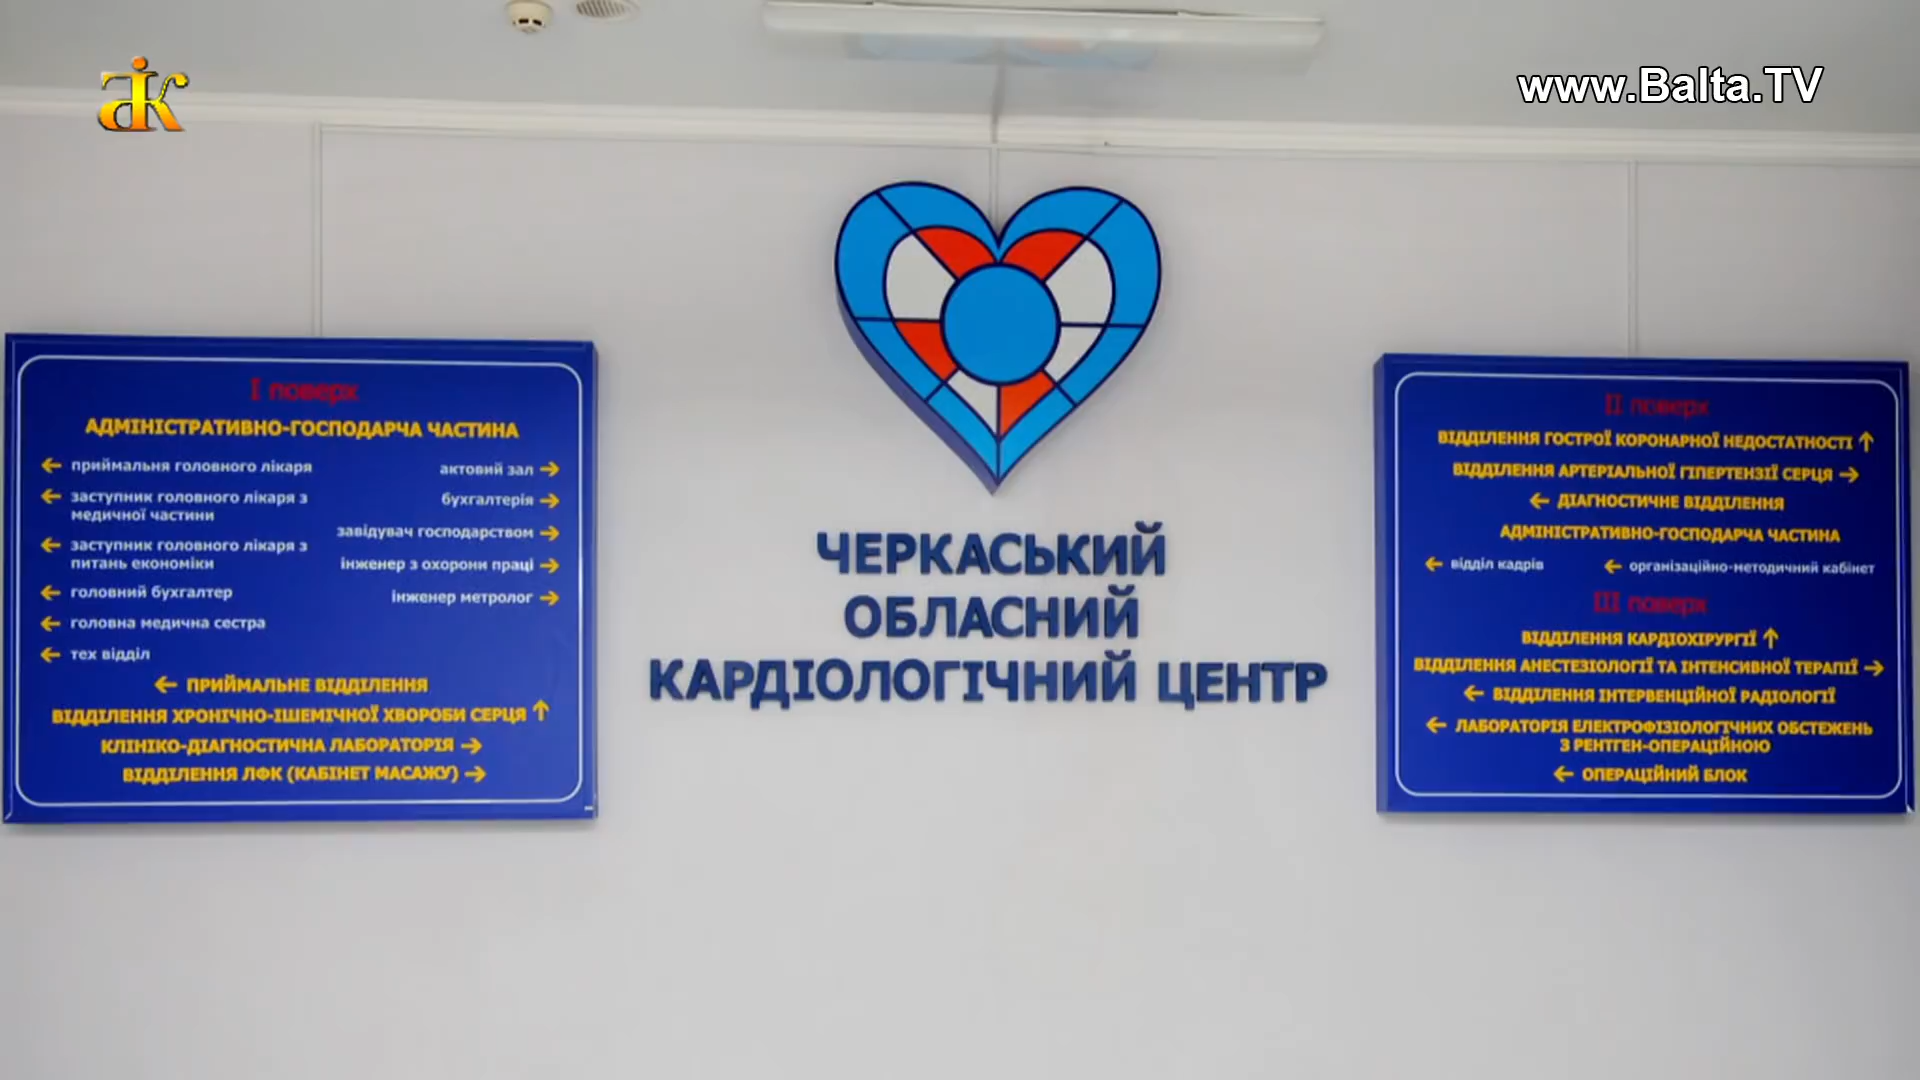 www.Balta.TV
I поверх
АДМІНІСТРАТИВНО-ГОСПОДАРЧА ЧАСТИНА
← приймальня головного лікаря
← заступник головного лікаря з
медичної частини
← заступник головного лікаря з
питань економіки
← головний бухгалтер
← головна медична сестра
← тех відділ
актовий зал →
бухгалтерія →
завідувач господарством →
інженер з охорони праці →
інженер метролог →
← ПРИЙМАЛЬНЕ ВІДДІЛЕННЯ
ВІДДІЛЕННЯ ХРОНІЧНО-ІШЕМІЧНОЇ ХВОРОБИ СЕРЦЯ ↑
КЛІНІКО-ДІАГНОСТИЧНА ЛАБОРАТОРІЯ →
ВІДДІЛЕННЯ ЛФК (КАБІНЕТ МАСАЖУ) →
ЧЕРКАСЬКИЙ
ОБЛАСНИЙ
КАРДІОЛОГІЧНИЙ ЦЕНТР
II поверх
ВІДДІЛЕННЯ ГОСТРОЇ КОРОНАРНОЇ НЕДОСТАТНОСТІ ↑
ВІДДІЛЕННЯ АРТЕРІАЛЬНОЇ ГІПЕРТЕНЗІЇ СЕРЦЯ →
← ДІАГНОСТИЧНЕ ВІДДІЛЕННЯ
АДМІНІСТРАТИВНО-ГОСПОДАРЧА ЧАСТИНА
← відділ кадрів ← організаційно-методичний кабінет
III поверх
ВІДДІЛЕННЯ КАРДІОХІРУРГІЇ ↑
ВІДДІЛЕННЯ АНЕСТЕЗІОЛОГІЇ ТА ІНТЕНСИВНОЇ ТЕРАПІЇ →
← ВІДДІЛЕННЯ ІНТЕРВЕНЦІЙНОЇ РАДІОЛОГІЇ
← ЛАБОРАТОРІЯ ЕЛЕКТРОФІЗІОЛОГІЧНИХ ОБСТЕЖЕНЬ
З РЕНТГЕН-ОПЕРАЦІЙНОЮ
← ОПЕРАЦІЙНИЙ БЛОК